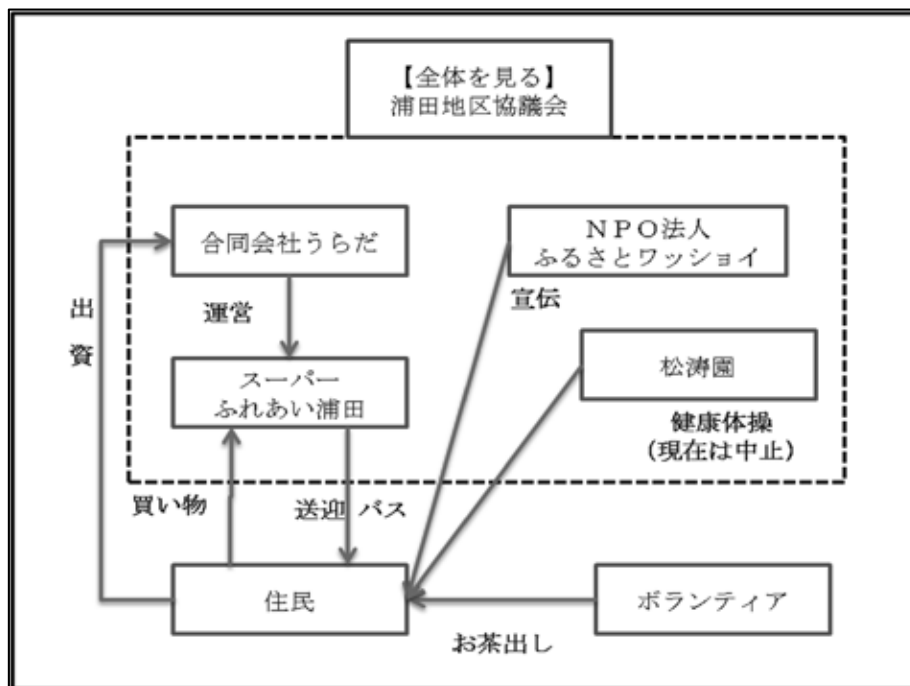 【全体を見る】
浦田地区協議会
合同会社うらだ
NPO法人
ふるさとワッショイ
出資
運営
宣伝
スーパー
ふれあい浦田
松涛園
健康体操
(現在は中止)
買い物
送迎バス
住民
ボランティア
お茶出し